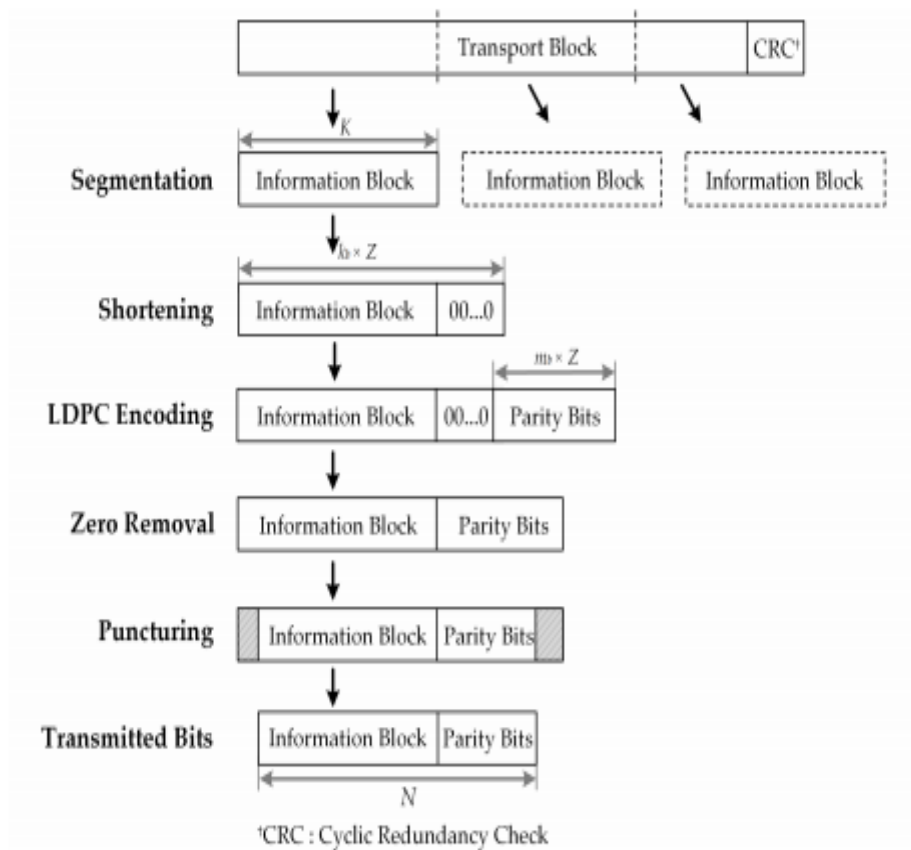 Transport Block CRC†
K
Segmentation Information Block Information Block Information Block
kb × Z
Shortening Information Block 00...0
mb × Z
LDPC Encoding Information Block 00...0 Parity Bits
Zero Removal Information Block Parity Bits
Puncturing Information Block Parity Bits
Transmitted Bits Information Block Parity Bits
N
†CRC : Cyclic Redundancy Check